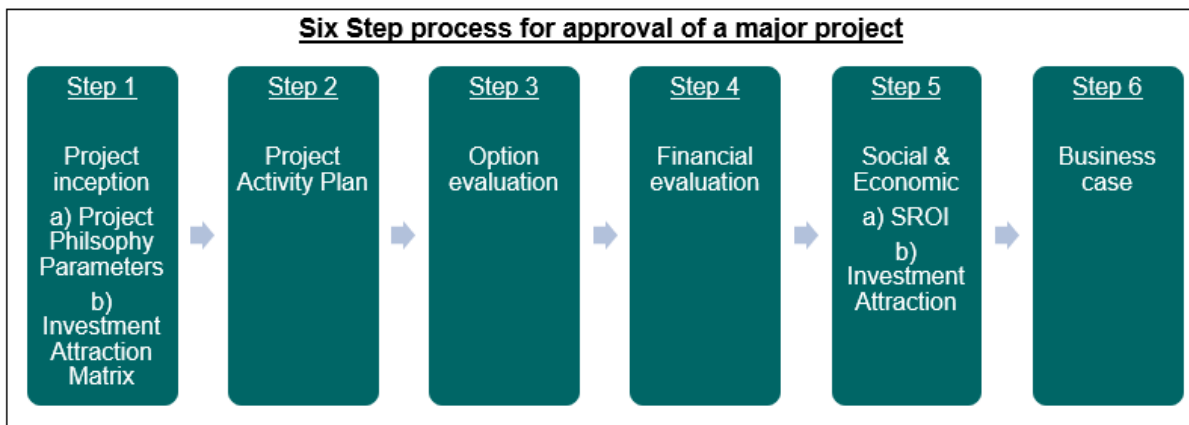 Six Step process for approval of a major project
Step 1
Project
inception
a) Project
Philsophy
Parameters
b)
Investment
Attraction
Matrix
Step 2
Project
Activity Plan
Step 3
Option
evaluation
Step 4
Financial
evaluation
Step 5
Social &
Economic
a) SROI
b)
Investment
Attraction
Step 6
Business
case